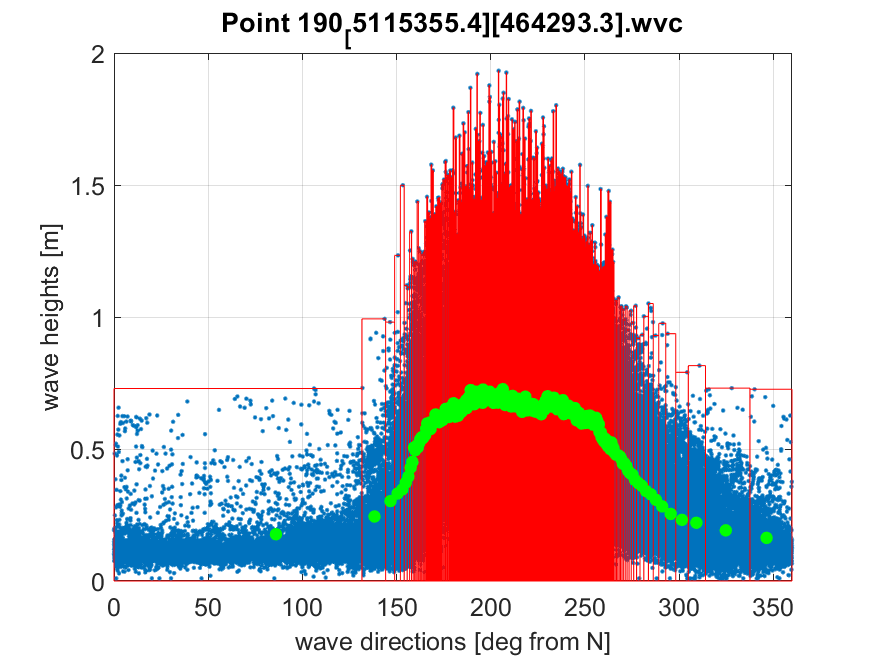 Point 190[5115355.4][464293.3].wvc
2
1.5
1
0.5
0
wave heights [m]
0 50 100 150 200 250 300 350
wave directions [deg from N]